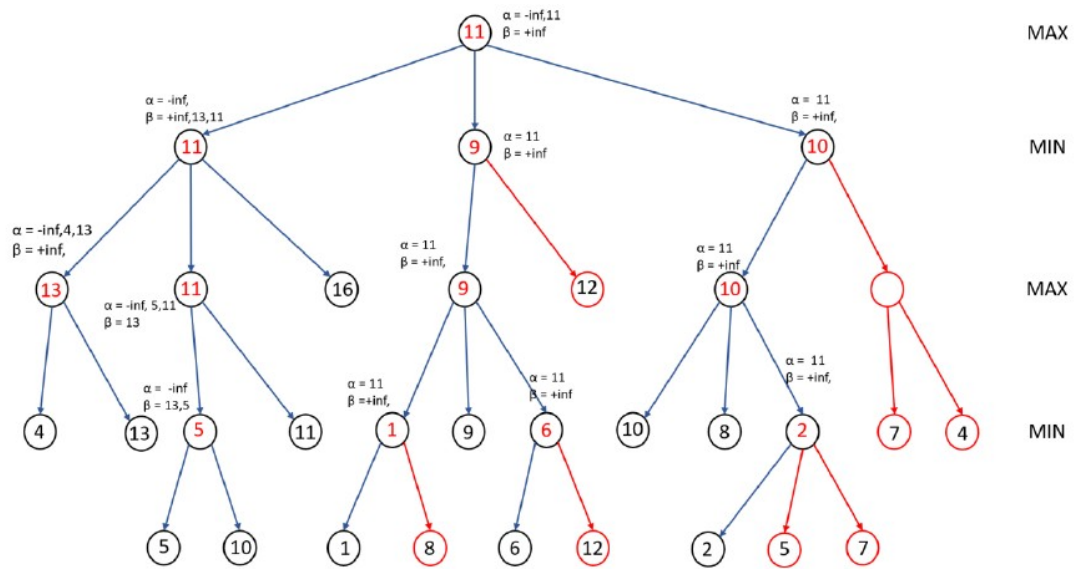 α = -inf,11
β = +inf
11
MAX
α = -inf,
β = +inf,13,11
11
α = 11
β = +inf
9
α = 11
β = +inf,
10
MIN
α = -inf,4,13
β = +inf,
13
α = -inf, 5,11
β = 13
11
16
α = 11
β = +inf,
9
12
α = 11
β = +inf
10
MAX
4
13
α = -inf
β = 13,5
5
11
α = 11
β =+inf,
1
9
α = 11
β = +inf
6
10
8
α = 11
β = +inf,
2
7
4
MIN
5
10
1
8
6
12
2
5
7